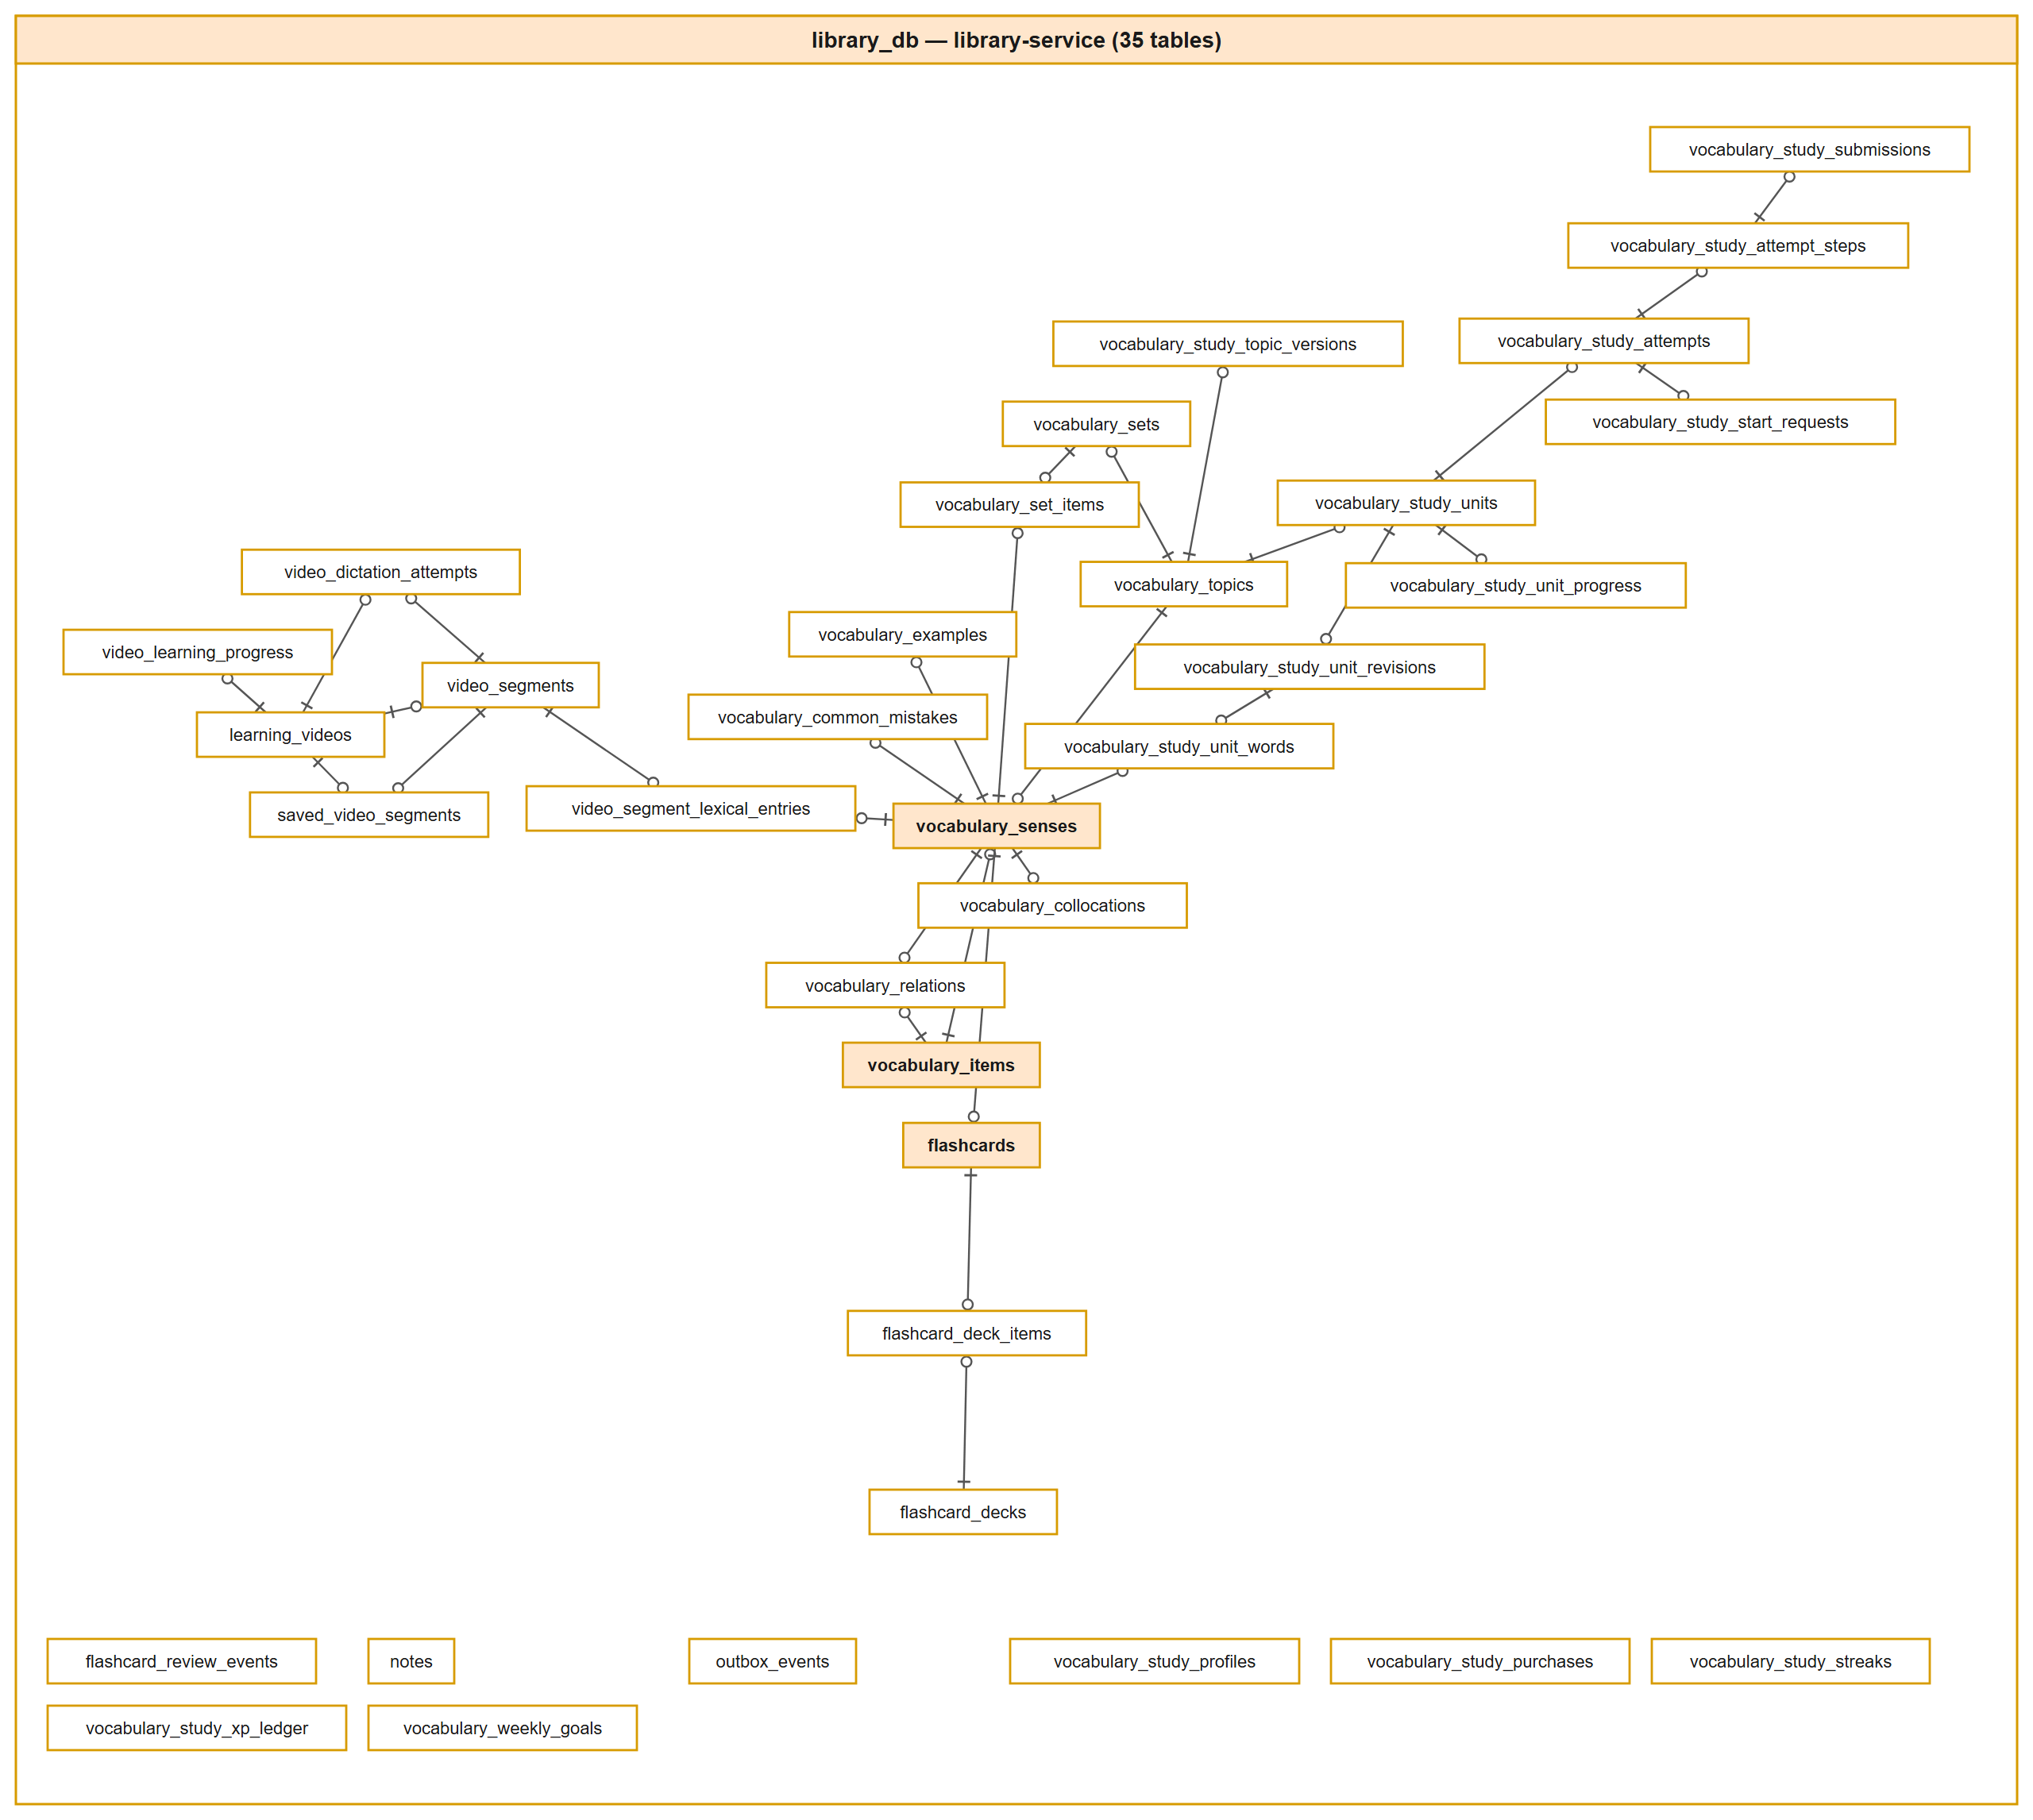 library_db — library-service (35 tables)
vocabulary_study_submissions
vocabulary_study_attempt_steps
vocabulary_study_attempts
vocabulary_study_topic_versions
vocabulary_sets
vocabulary_study_start_requests
vocabulary_set_items
vocabulary_study_units
video_dictation_attempts
vocabulary_topics
vocabulary_study_unit_progress
vocabulary_examples
video_learning_progress
vocabulary_study_unit_revisions
video_segments
vocabulary_common_mistakes
learning_videos
vocabulary_study_unit_words
video_segment_lexical_entries
saved_video_segments
vocabulary_senses
vocabulary_collocations
vocabulary_relations
vocabulary_items
flashcards
flashcard_deck_items
flashcard_decks
flashcard_review_events
notes
outbox_events
vocabulary_study_profiles
vocabulary_study_purchases
vocabulary_study_streaks
vocabulary_study_xp_ledger
vocabulary_weekly_goals